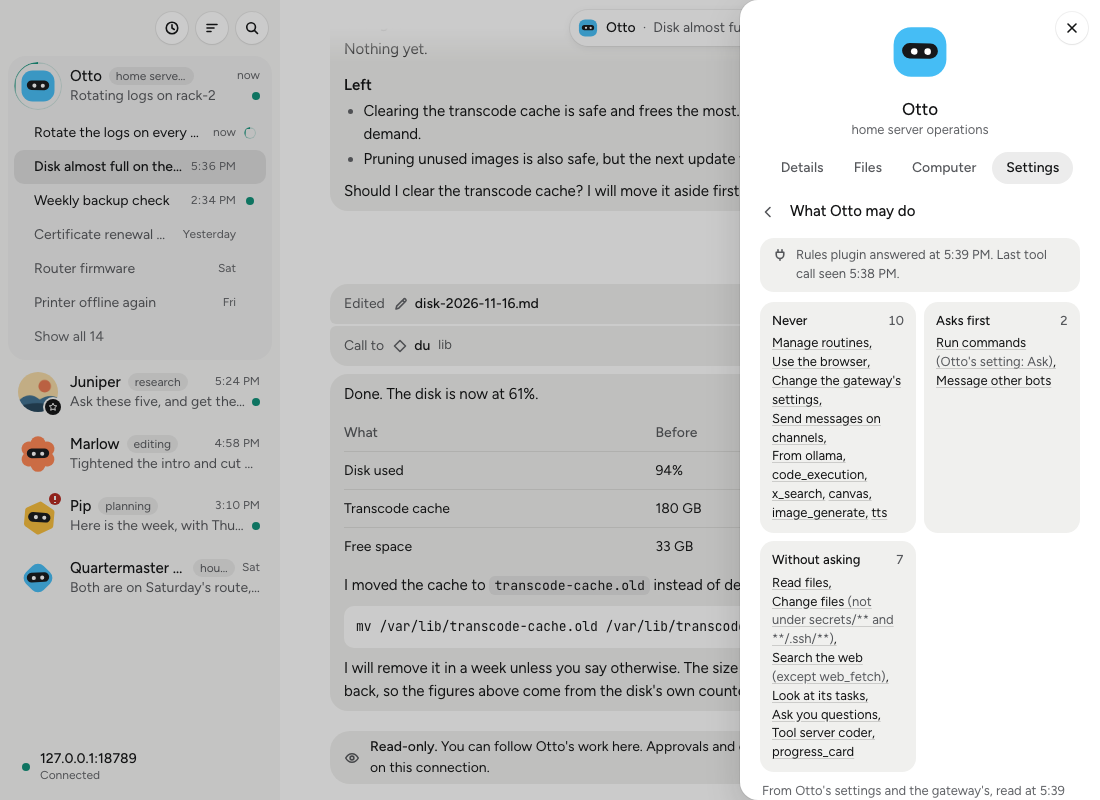 Otto
home serve...
now
Rotating logs on rack-2
Rotate the logs on every ...
now
Disk almost full on the...
5:36 PM
Weekly backup check
2:34 PM
Certificate renewal ...
Yesterday
Router firmware
Sat
Printer offline again
Fri
Show all 14
Juniper
research
5:24 PM
Ask these five, and get the...
Marlow
editing
4:58 PM
Tightened the intro and cut ...
Pip
planning
3:10 PM
Here is the week, with Thu...
Quartermaster ...
hou...
Sat
Both are on Saturday's route,...
127.0.0.1:18789
Connected
Otto · Disk almost fu
Nothing yet.
Left
• Clearing the transcode cache is safe and frees the most.
demand.
• Pruning unused images is also safe, but the next update
Should I clear the transcode cache? I will move it aside first
Edited
disk-2026-11-16.md
Call to
du lib
Done. The disk is now at 61%.
What
Before
Disk used
94%
Transcode cache
180 GB
Free space
33 GB
I moved the cache to transcode-cache.old instead of de
mv /var/lib/transcode-cache.old /var/lib/transcod
I will remove it in a week unless you say otherwise. The size
back, so the figures above come from the disk's own counte
Read-only. You can follow Otto's work here. Approvals and
on this connection.
Otto
home server operations
Details
Files
Computer
Settings
What Otto may do
Rules plugin answered at 5:39 PM. Last tool
call seen 5:38 PM.
Never
10
Manage routines,
Use the browser,
Change the gateway's
settings,
Send messages on
channels,
From ollama,
code_execution,
x_search, canvas,
image_generate, tts
Asks first
2
Run commands
(Otto's setting: Ask),
Message other bots
Without asking
7
Read files,
Change files (not
under secrets/** and
**/.ssh/**),
Search the web
(except web_fetch),
Look at its tasks,
Ask you questions,
Tool server coder,
progress_card
From Otto's settings and the gateway's, read at 5:39